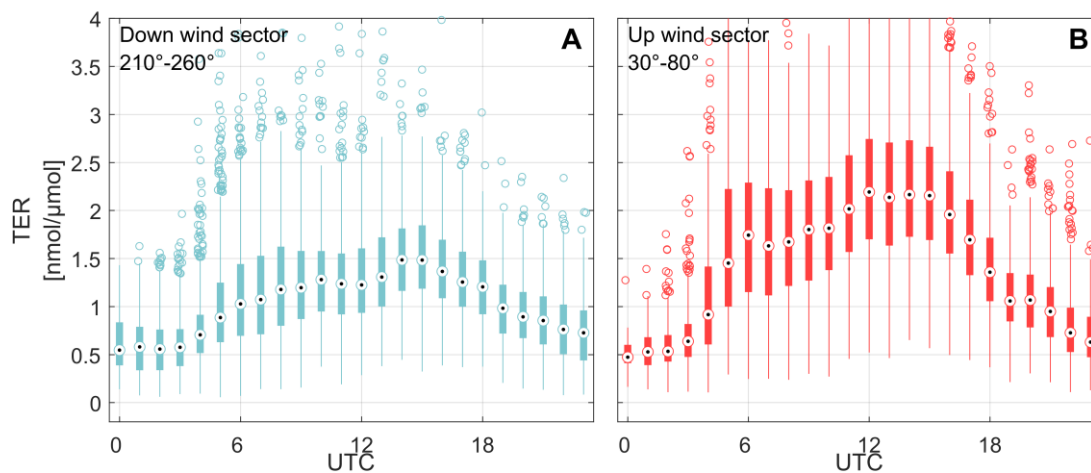 Down wind sector
210°-260°
A
4
3.5
3
2.5
2
1.5
1
0.5
0
TER
[nmol/μmol]
0 6 12 18
UTC
Up wind sector
30°-80°
B
0 6 12 18
UTC